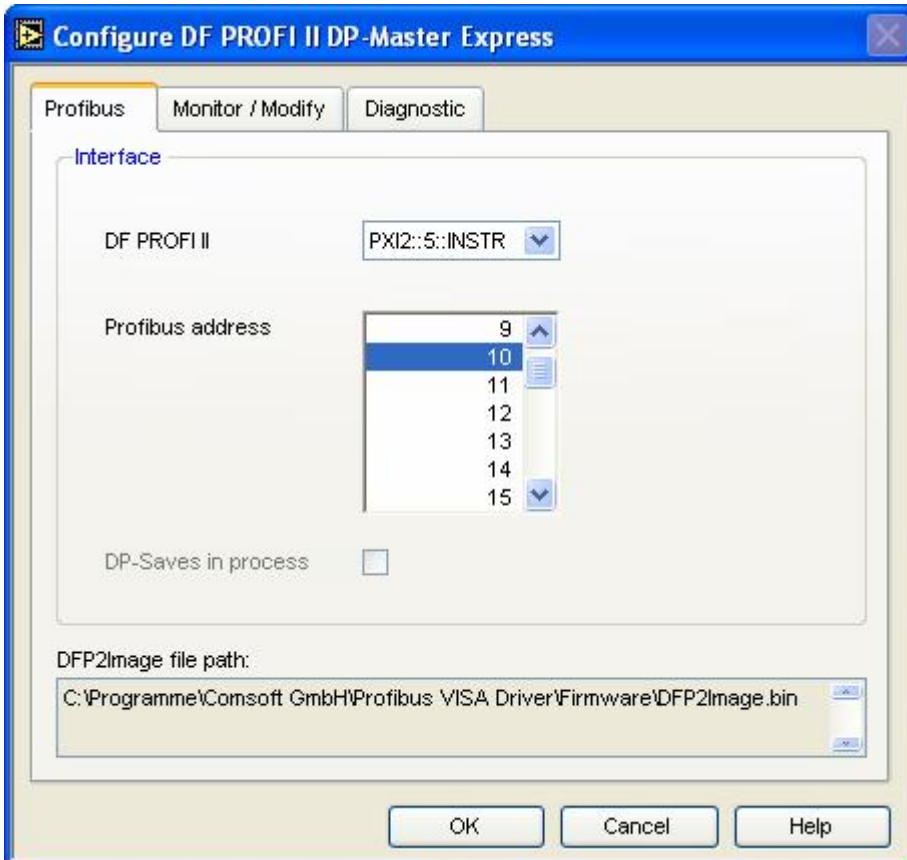 Configure DF PROFI II DP-Master Express
Profibus Monitor / Modify Diagnostic
Interface
DF PROFI II PXI2::5::INSTR
Profibus address
9
10
11
12
13
14
15
DP-Saves in process
DFP2Image file path:
C:\Programme\Comsoft GmbH\Profibus VISA Driver\Firmware\DFP2Image.bin
OK Cancel Help